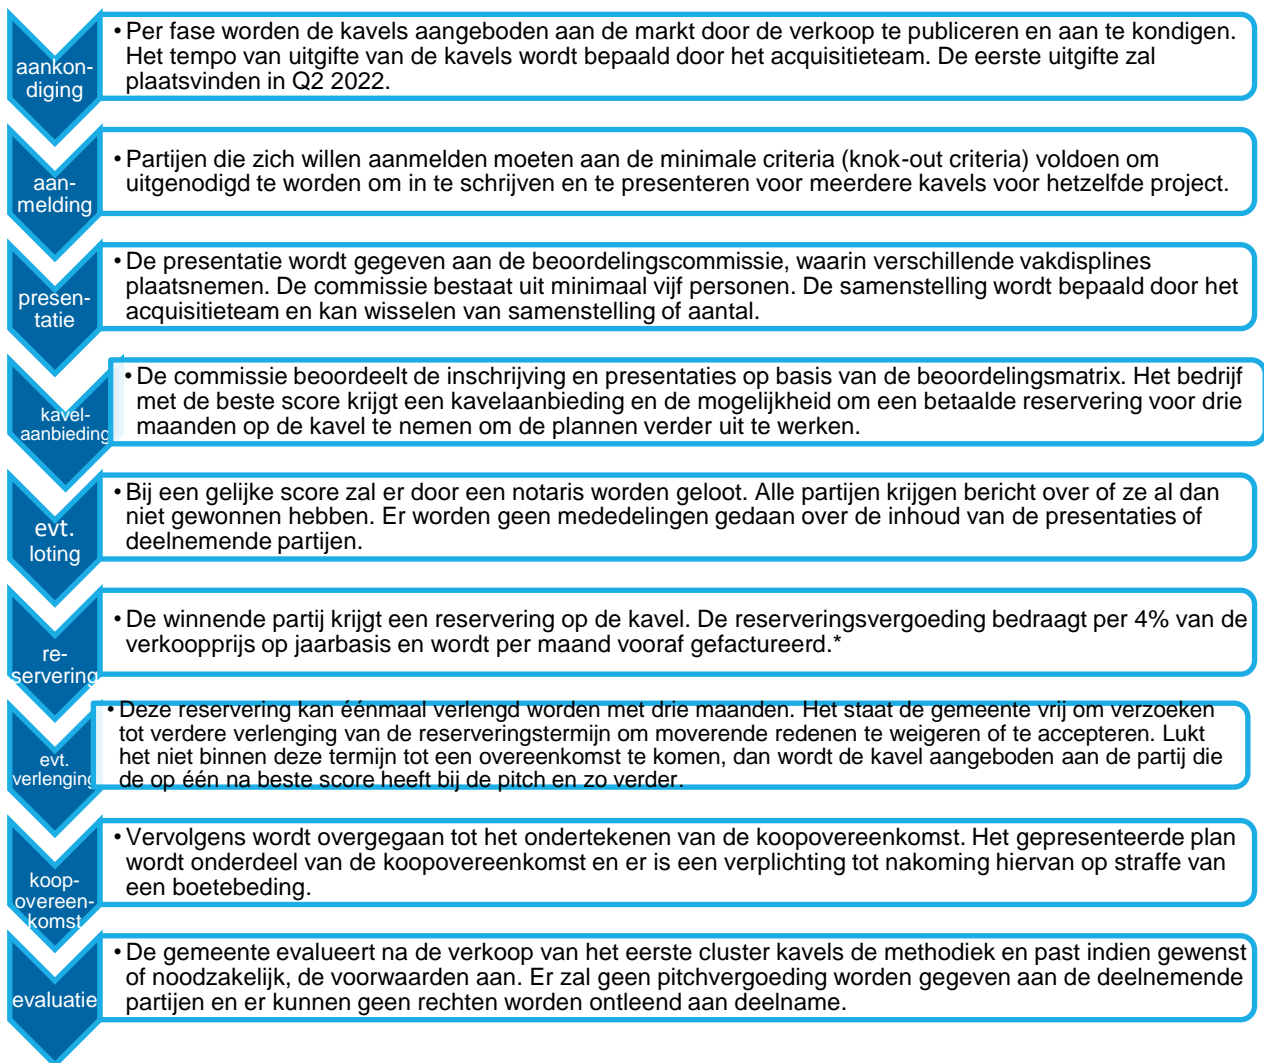 aankon-
diging
• Per fase worden de kavels aangeboden aan de markt door de verkoop te publiceren en aan te kondigen.
Het tempo van uitgifte van de kavels wordt bepaald door het acquisitieteam. De eerste uitgifte zal
plaatsvinden in Q2 2022.
aan-
melding
• Partijen die zich willen aanmelden moeten aan de minimale criteria (knok-out criteria) voldoen om
uitgenodigd te worden om in te schrijven en te presenteren voor meerdere kavels voor hetzelfde project.
presen-
tatie
• De presentatie wordt gegeven aan de beoordelingscommissie, waarin verschillende vakdisplines
plaatsnemen. De commissie bestaat uit minimaal vijf personen. De samenstelling wordt bepaald door het
acquisitieteam en kan wisselen van samenstelling of aantal.
kavel-
aanbieding
• De commissie beoordeelt de inschrijving en presentaties op basis van de beoordelingsmatrix. Het bedrijf
met de beste score krijgt een kavelaanbieding en de mogelijkheid om een betaalde reservering voor drie
maanden op de kavel te nemen om de plannen verder uit te werken.
evt.
loting
• Bij een gelijke score zal er door een notaris worden geloot. Alle partijen krijgen bericht over of ze al dan
niet gewonnen hebben. Er worden geen mededelingen gedaan over de inhoud van de presentaties of
deelnemende partijen.
re-
servering
• De winnende partij krijgt een reservering op de kavel. De reserveringsvergoeding bedraagt per 4% van de
verkoopprijs op jaarbasis en wordt per maand vooraf gefactureerd.*
evt.
verlenging
• Deze reservering kan éénmaal verlengd worden met drie maanden. Het staat de gemeente vrij om verzoeken
tot verdere verlenging van de reserveringstermijn om moverende redenen te weigeren of te accepteren. Lukt
het niet binnen deze termijn tot een overeenkomst te komen, dan wordt de kavel aangeboden aan de partij die
de op één na beste score heeft bij de pitch en zo verder.
koop-
overeen-
komst
• Vervolgens wordt overgegaan tot het ondertekenen van de koopovereenkomst. Het gepresenteerde plan
wordt onderdeel van de koopovereenkomst en er is een verplichting tot nakoming hiervan op straffe van
een boetebeding.
evaluatie
• De gemeente evalueert na de verkoop van het eerste cluster kavels de methodiek en past indien gewenst
of noodzakelijk, de voorwaarden aan. Er zal geen pitchvergoeding worden gegeven aan de deelnemende
partijen en er kunnen geen rechten worden ontleend aan deelname.